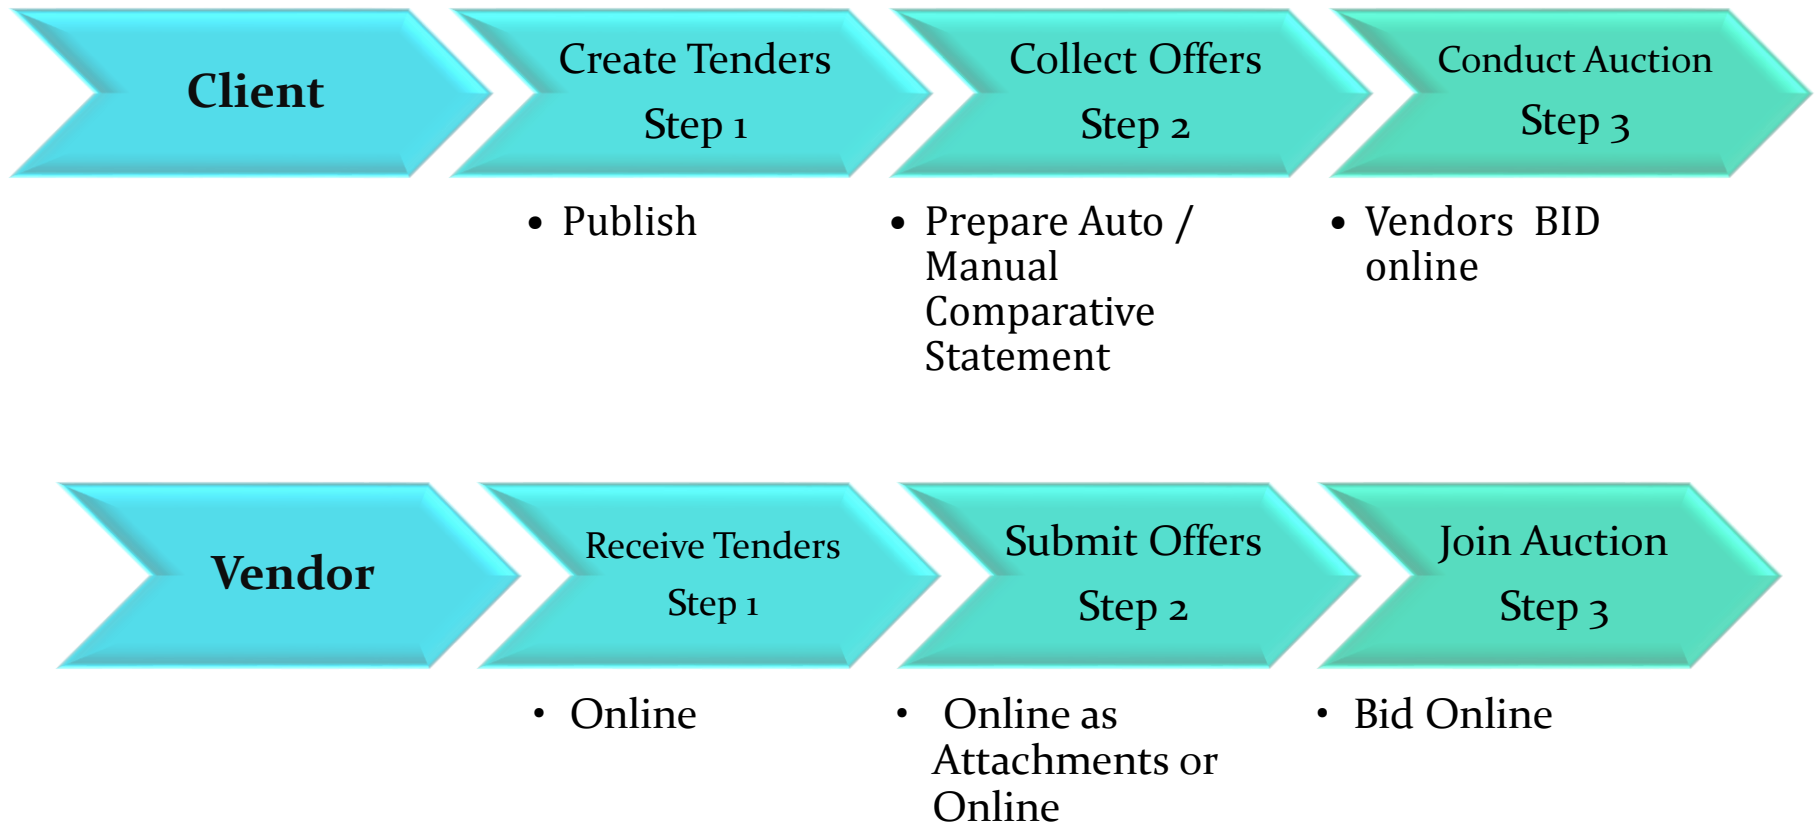 Client
Create Tenders
Step 1
Collect Offers
Step 2
Conduct Auction
Step 3
• Publish
• Prepare Auto /
Manual
Comparative
Statement
• Vendors BID
online
Vendor
Receive Tenders
Step 1
Submit Offers
Step 2
Join Auction
Step 3
• Online
• Online as
Attachments or
Online
• Bid Online